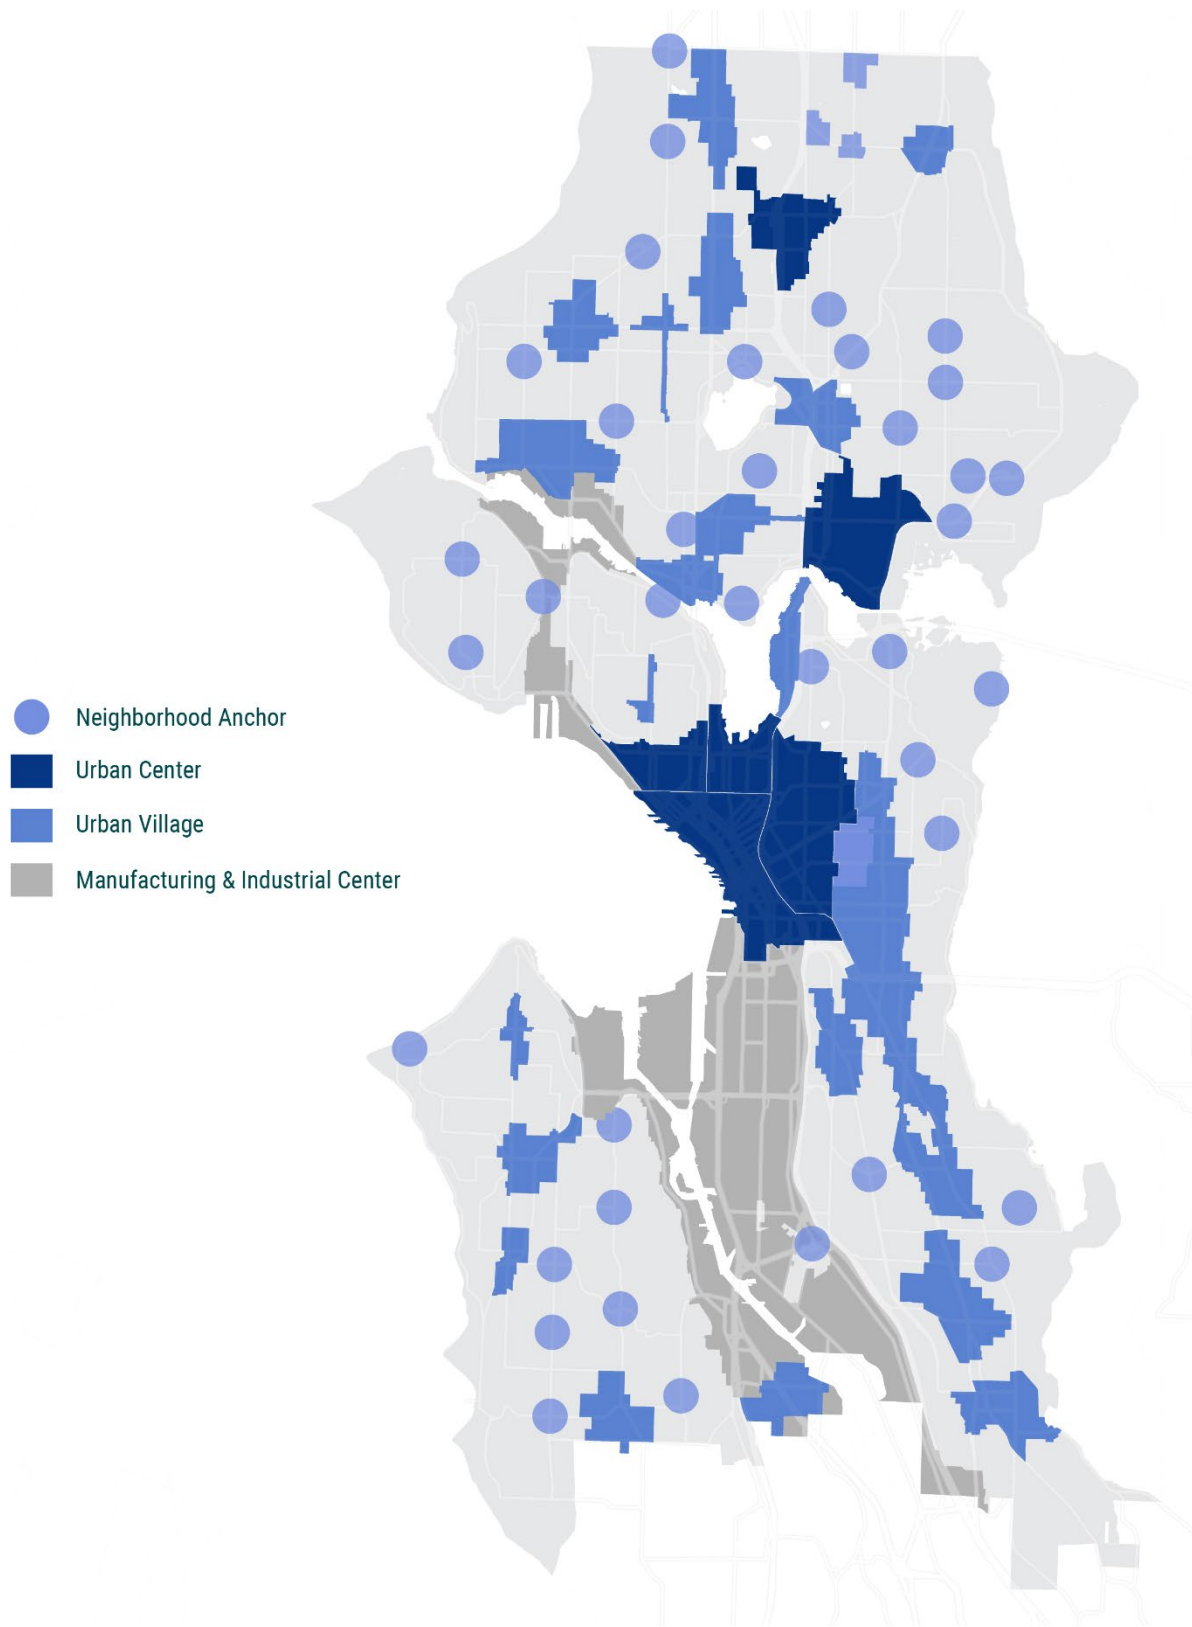 Neighborhood Anchor
Urban Center
Urban Village
Manufacturing & Industrial Center